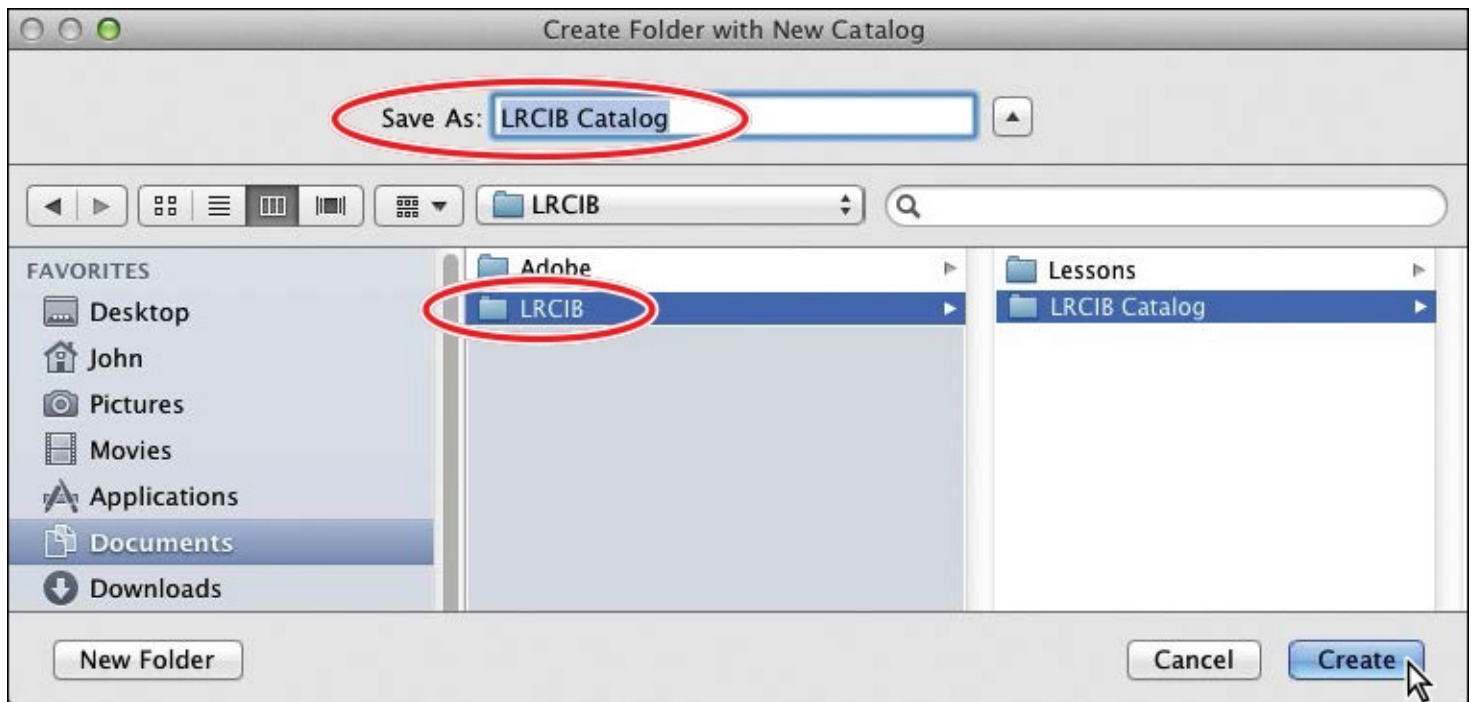 Create Folder with New Catalog
Save As: LRCIB Catalog
LRCIB
FAVORITES
Desktop
John
Pictures
Movies
Applications
Documents
Downloads
Adobe
LRCIB
Lessons
LRCIB Catalog
New Folder
Cancel
Create